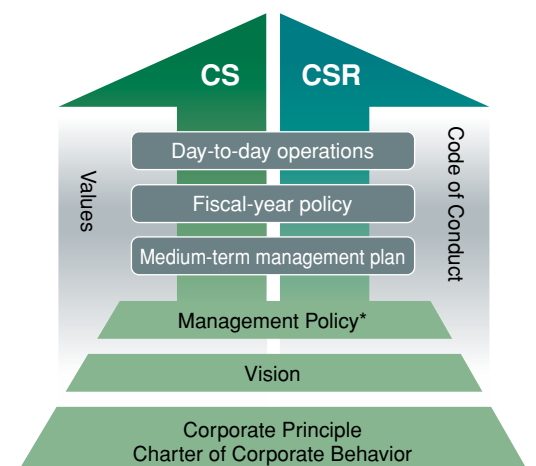 CS
CSR
Day-to-day operations
Fiscal-year policy
Medium-term management plan
Values
Code of Conduct
Management Policy*
Vision
Corporate Principle
Charter of Corporate Behavior